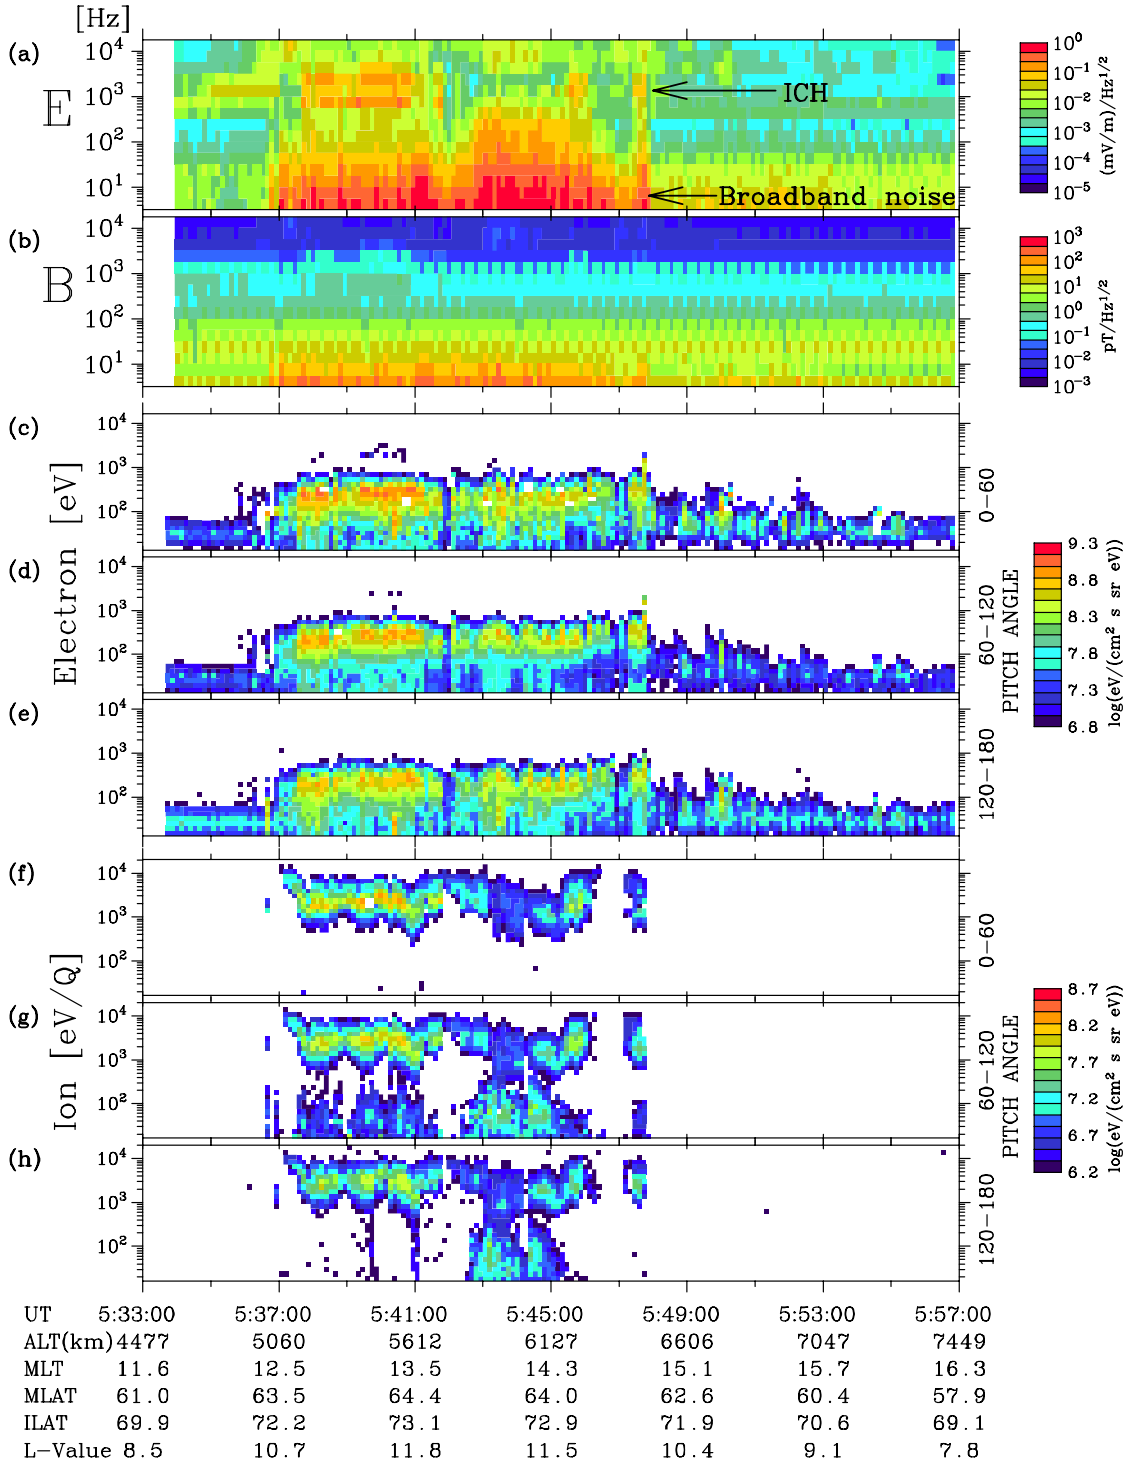 [Hz]
(a)
E
10⁴
10³
10²
10¹
ICH
Broadband noise
10⁰
10⁻¹
10⁻²
10⁻³
10⁻⁴
10⁻⁵
(mV/m)/Hz¹/²
(b)
B
10⁴
10³
10²
10¹
10³
10²
10¹
10⁰
10⁻¹
10⁻²
10⁻³
pT/Hz¹/²
(c)
10⁴
10³
10²
0−60
(d)
10⁴
10³
10²
60−120
(e)
10⁴
10³
10²
120−180
Electron [eV]
PITCH ANGLE
9.3
8.8
8.3
7.8
7.3
6.8
log(eV/(cm² s sr eV))
(f)
10⁴
10³
10²
0−60
(g)
10⁴
10³
10²
60−120
(h)
10⁴
10³
10²
120−180
Ion [eV/Q]
PITCH ANGLE
8.7
8.2
7.7
7.2
6.7
6.2
log(eV/(cm² s sr eV))
UT 5:33:00 5:37:00 5:41:00 5:45:00 5:49:00 5:53:00 5:57:00
ALT(km) 4477 5060 5612 6127 6606 7047 7449
MLT 11.6 12.5 13.5 14.3 15.1 15.7 16.3
MLAT 61.0 63.5 64.4 64.0 62.6 60.4 57.9
ILAT 69.9 72.2 73.1 72.9 71.9 70.6 69.1
L−Value 8.5 10.7 11.8 11.5 10.4 9.1 7.8